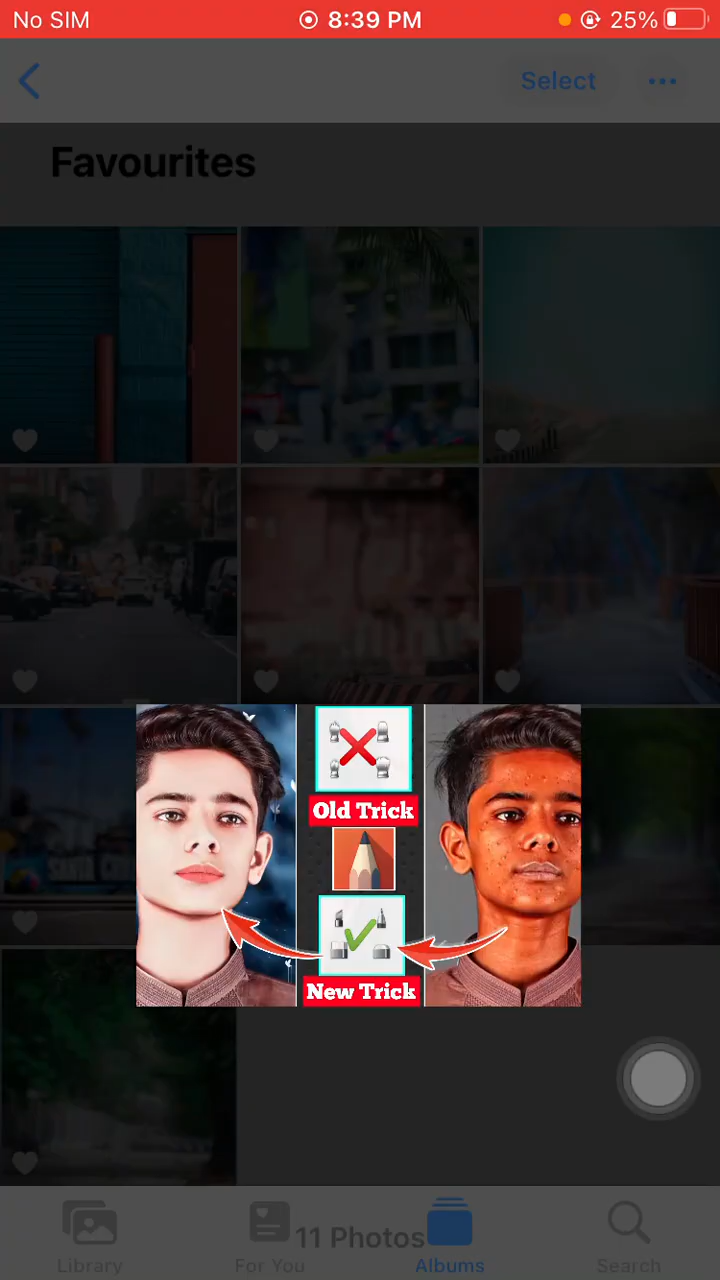 No SIM
8:39 PM
25%
Select
Favourites
Old Trick
New Trick
11 Photos
Library
For You
Albums
Search